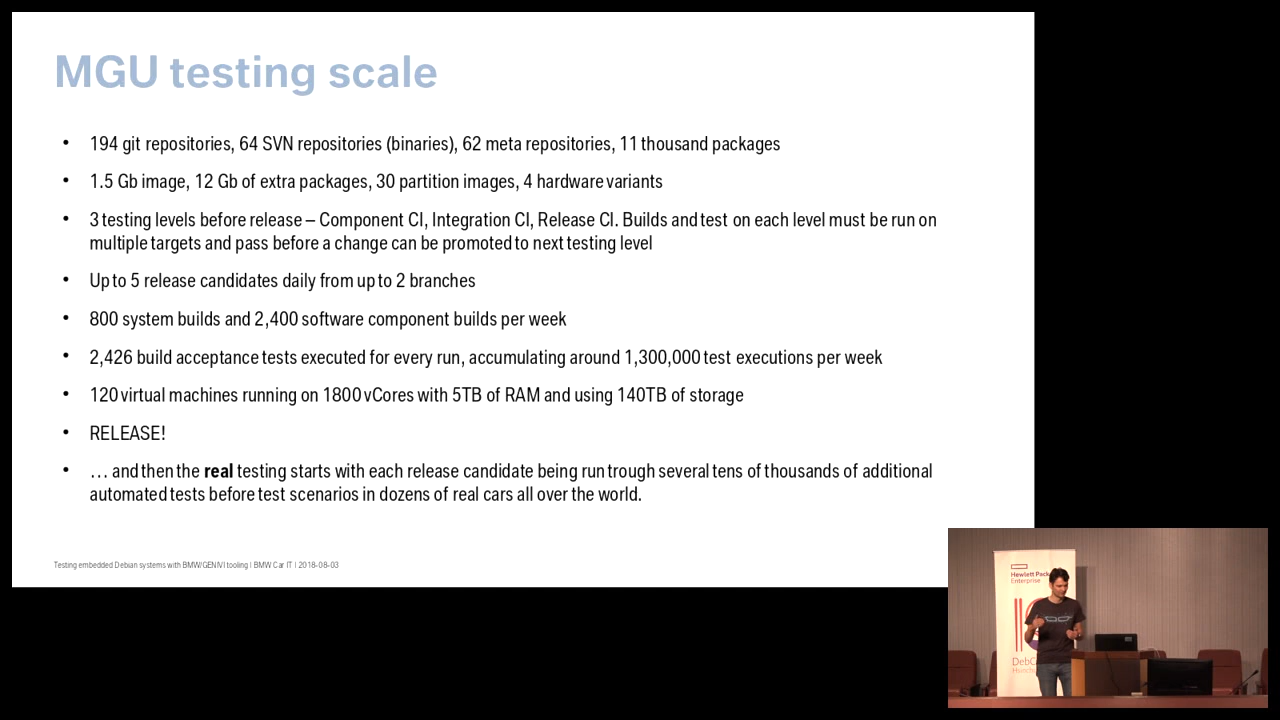 MGU testing scale
• 194 git repositories, 64 SVN repositories (binaries), 62 meta repositories, 11 thousand packages
• 1.5 Gb image, 12 Gb of extra packages, 30 partition images, 4 hardware variants
• 3 testing levels before release – Component CI, Integration CI, Release CI. Builds and test on each level must be run on
multiple targets and pass before a change can be promoted to next testing level
• Up to 5 release candidates daily from up to 2 branches
• 800 system builds and 2,400 software component builds per week
• 2,426 build acceptance tests executed for every run, accumulating around 1,300,000 test executions per week
• 120 virtual machines running on 1800 vCores with 5TB of RAM and using 140TB of storage
• RELEASE!
• … and then the real testing starts with each release candidate being run trough several tens of thousands of additional
automated tests before test scenarios in dozens of real cars all over the world.
Testing embedded Debian systems with BMW/GENIVI tooling | BMW Car IT | 2018-08-03
Hewlett Pack
Enterprise
DebC